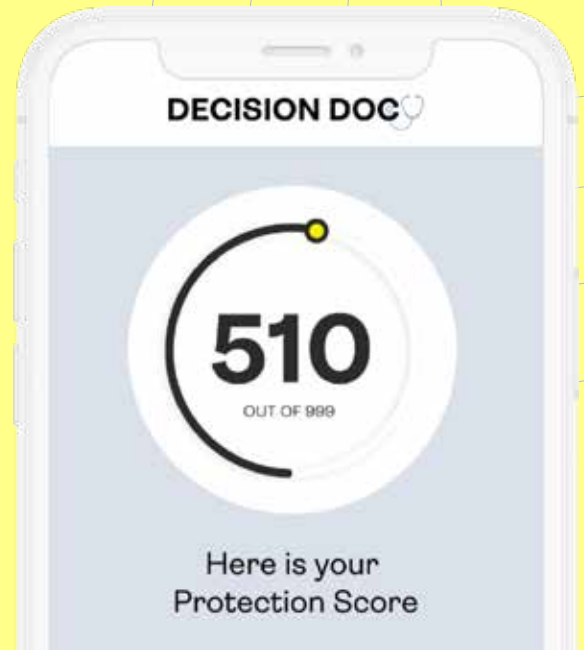 DECISION DOC
510
OUT OF 999
Here is your
Protection Score